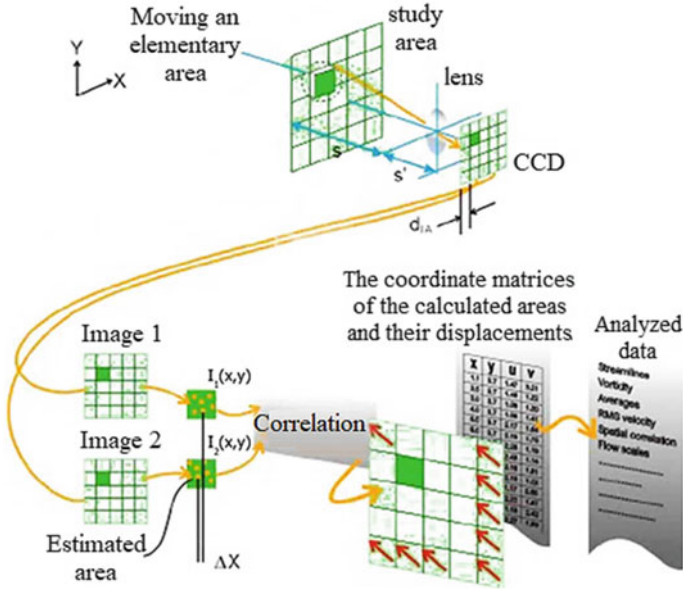 Moving an
elementary
area
study
area
lens
Y
X
s
s'
CCD
d_IA
The coordinate matrices
of the calculated areas
and their displacements
Analyzed
data
Image 1
I₁(x,y)
x y u v
Streamlines
Vorticity
Averages
RMS velocity
Spatial correlation
Flow scales
Correlation
Image 2
I₂(x,y)
Estimated
area
ΔX